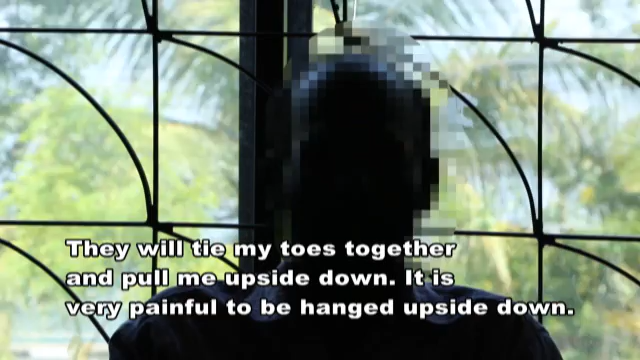 They will tie my toes together
and pull me upside down. It is
very painful to be hanged upside down.